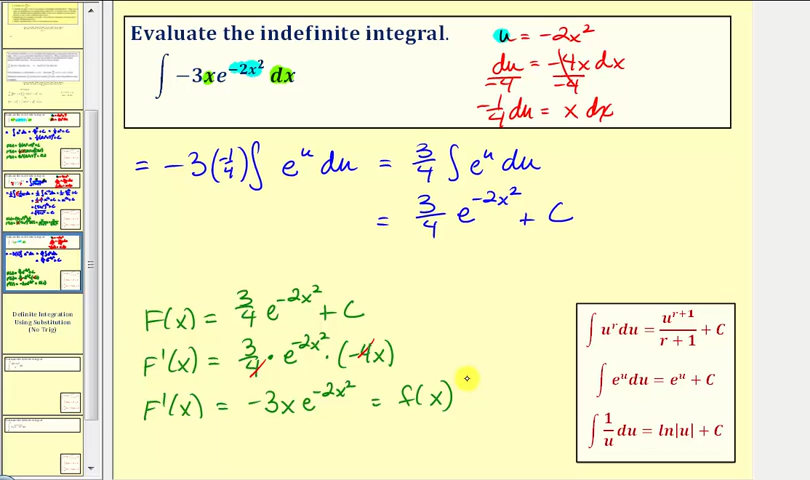 Evaluate the indefinite integral.
∫ −3xe^{−2x²} dx
u = −2x²
du/−4 = −4x dx/−4
−1/4 du = x dx
= −3(−1/4)∫ e^u du = 3/4 ∫ e^u du
= 3/4 e^{−2x²} + C
F(x) = 3/4 e^{−2x²} + C
F'(x) = 3/4 · e^{−2x²} · (−4x)
F'(x) = −3x e^{−2x²} = f(x)
∫ u^r du = u^{r+1}/(r+1) + C
∫ e^u du = e^u + C
∫ 1/u du = ln|u| + C
Definite Integration
Using Substitution
(No Trig)